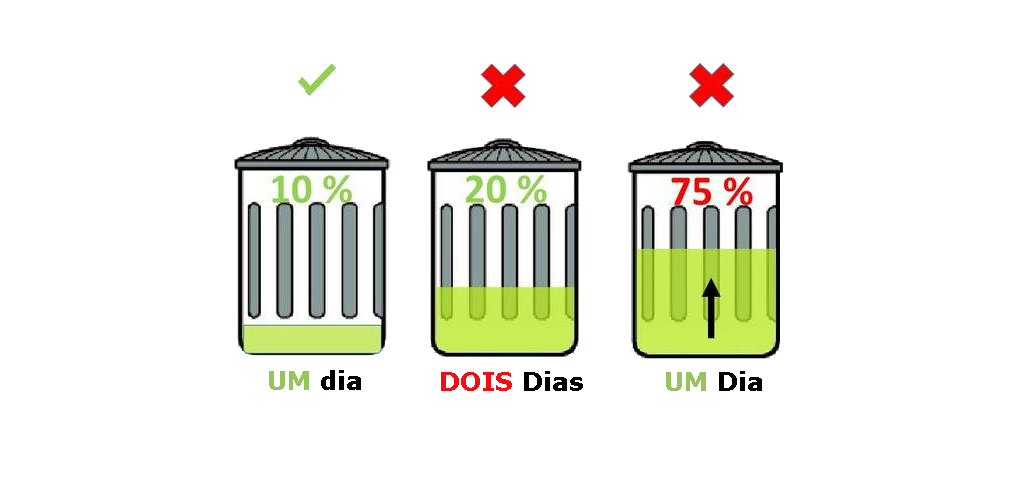 10 %
20 %
75 %
UM dia
DOIS Dias
UM Dia